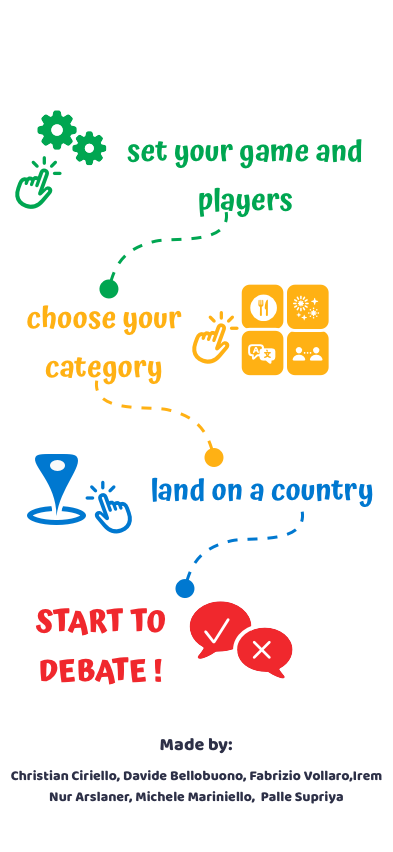 set your game and
players
choose your
category
A
文
land on a country
START TO
DEBATE !
Made by:
Christian Ciriello, Davide Bellobuono, Fabrizio Vollaro,Irem
Nur Arslaner, Michele Mariniello, Palle Supriya